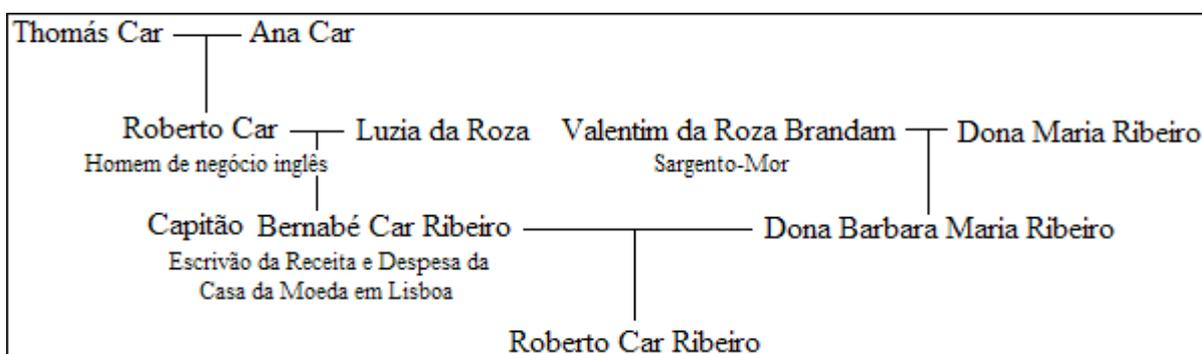 Thomás Car Ana Car
Roberto Car Luzia da Roza Valentim da Roza Brandam Dona Maria Ribeiro
Homem de negócio inglês Sargento-Mor
Capitão Bernabé Car Ribeiro Dona Barbara Maria Ribeiro
Escrivão da Receita e Despesa da
Casa da Moeda em Lisboa
Roberto Car Ribeiro